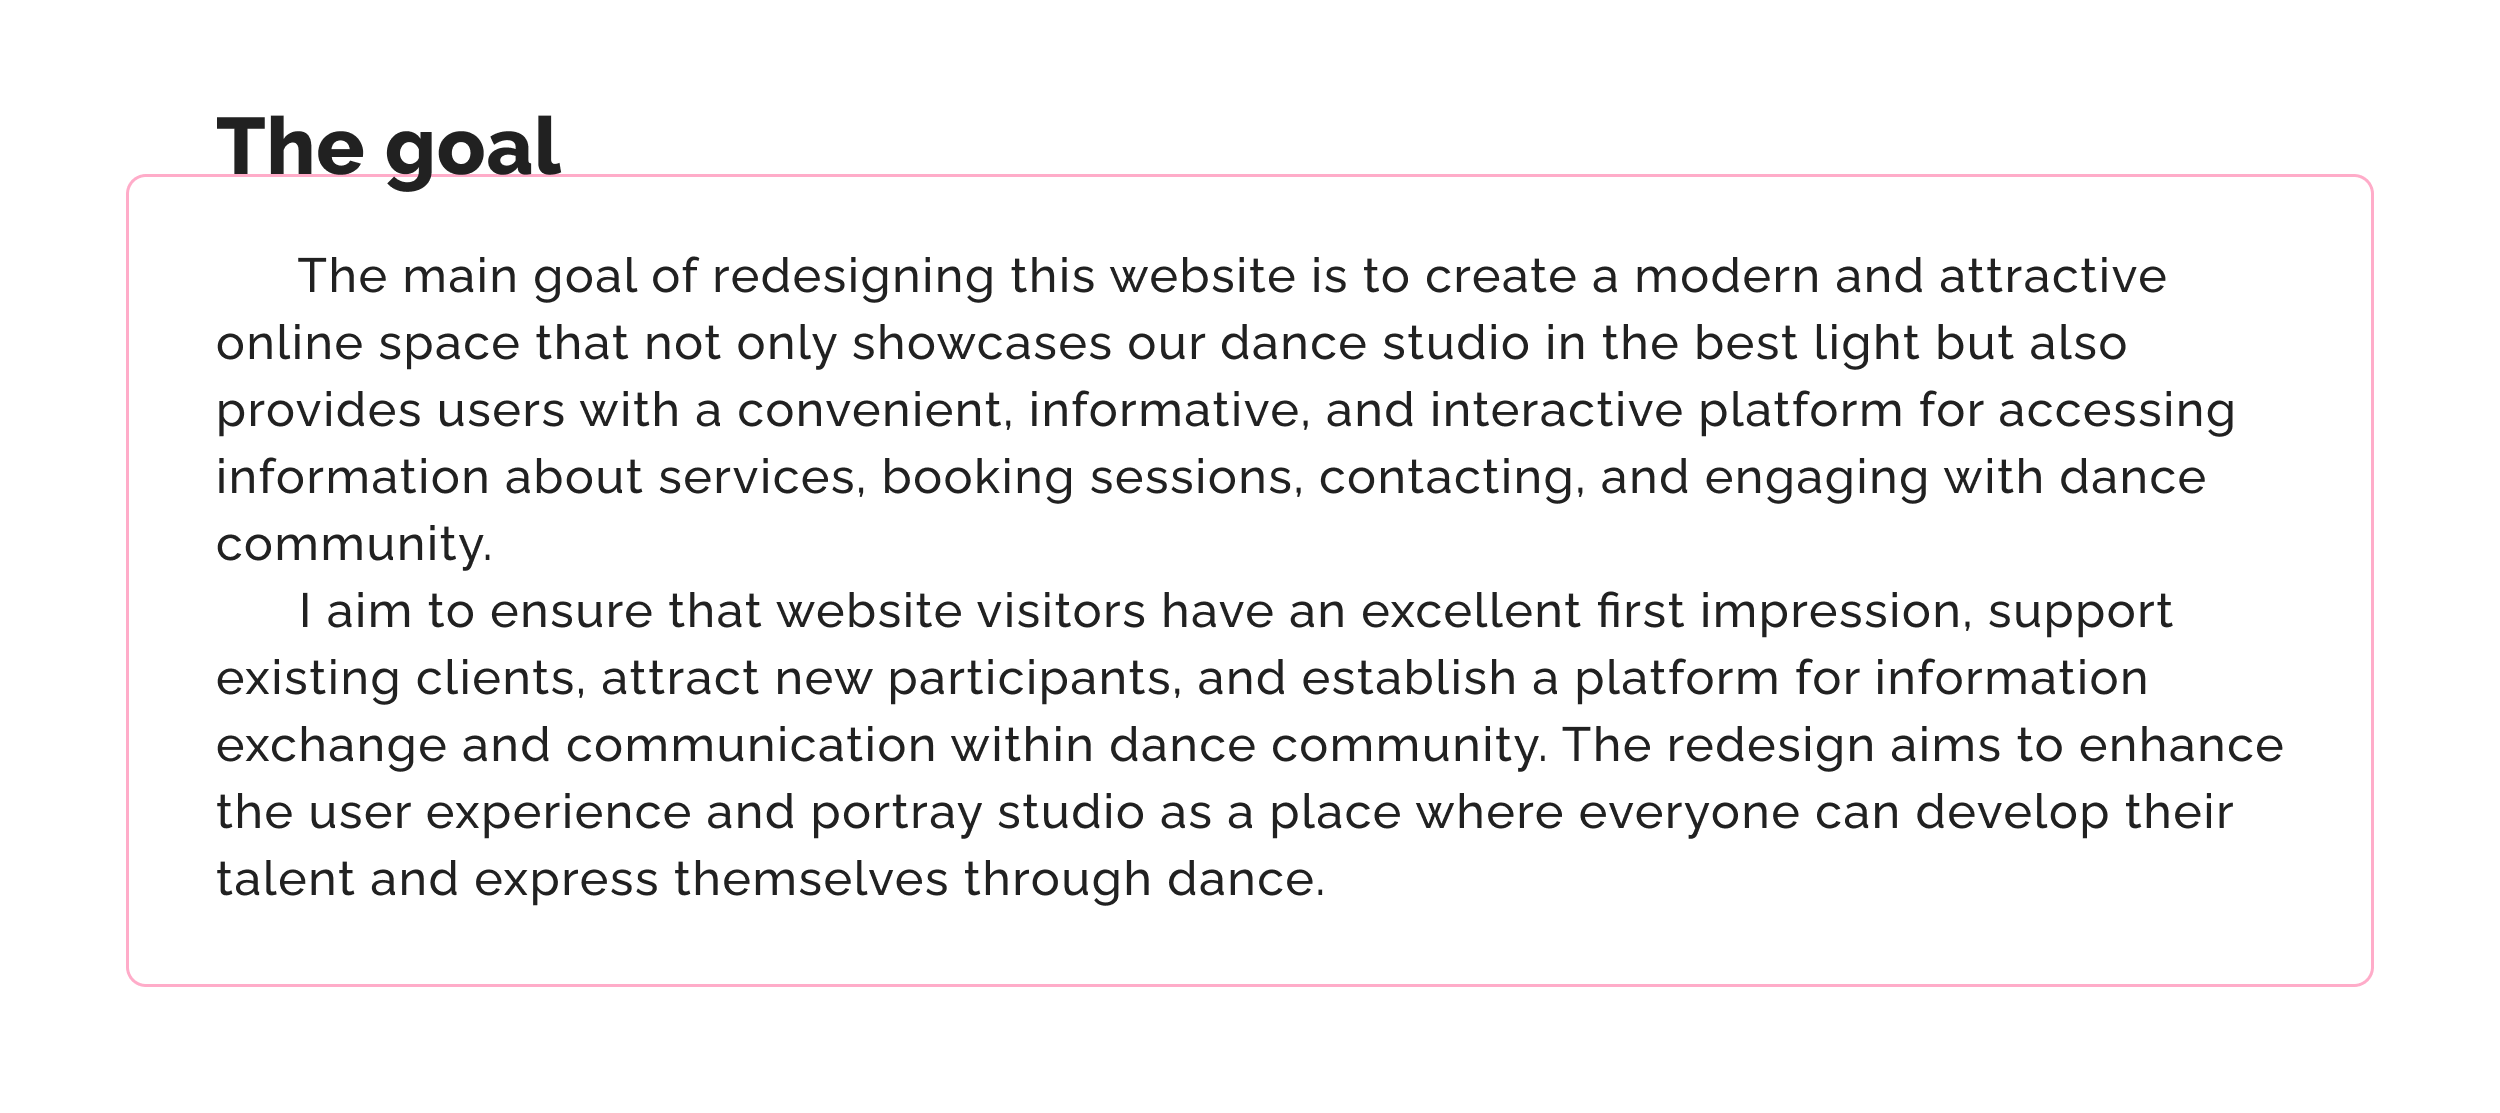 The goal
The main goal of redesigning this website is to create a modern and attractive
online space that not only showcases our dance studio in the best light but also
provides users with a convenient, informative, and interactive platform for accessing
information about services, booking sessions, contacting, and engaging with dance
community.
I aim to ensure that website visitors have an excellent first impression, support
existing clients, attract new participants, and establish a platform for information
exchange and communication within dance community. The redesign aims to enhance
the user experience and portray studio as a place where everyone can develop their
talent and express themselves through dance.